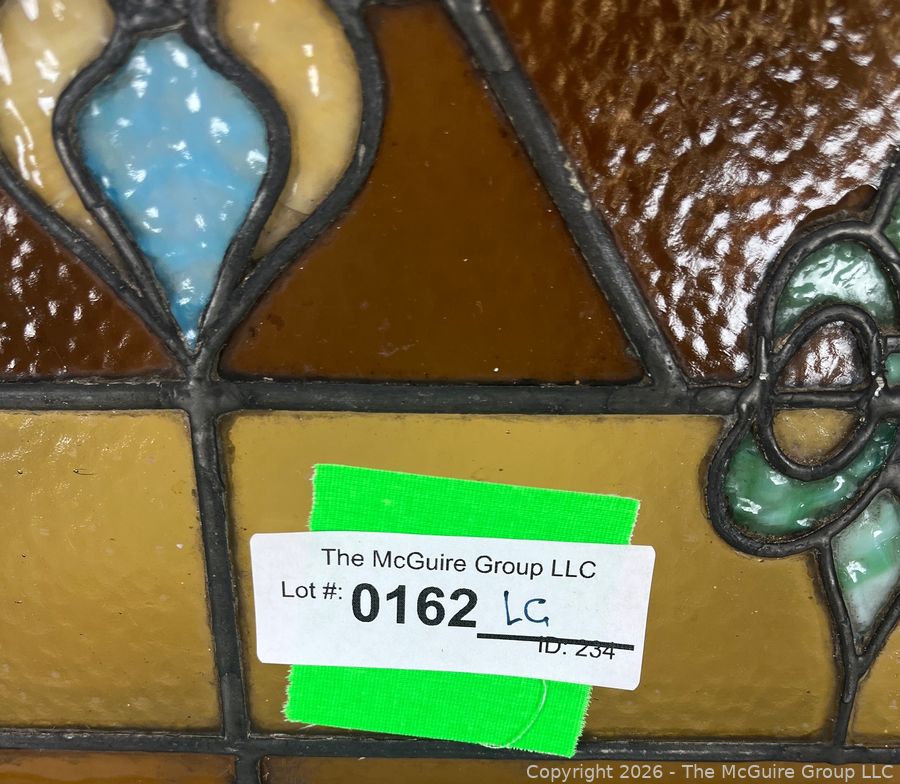 The McGuire Group LLC
Lot #: 0162 LG
ID: 234
Copyright 2026 - The McGuire Group LLC